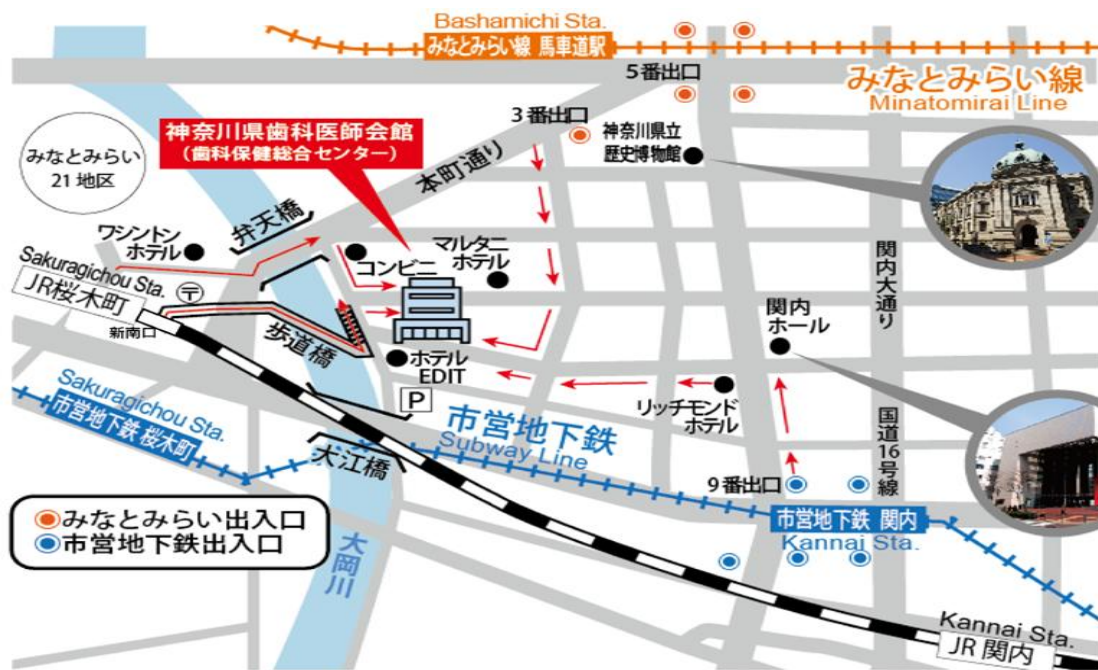 Bashamichi Sta.
みなとみらい線 馬車道駅
5番出口
みなとみらい線
Minatomirai Line
3番出口
神奈川県立
歴史博物館
神奈川県歯科医師会館
(歯科保健総合センター)
みなとみらい
21地区
本町通り
弁天橋
ワシントン
ホテル
コンビニ
マルタニ
ホテル
Sakuragichou Sta.
JR桜木町
〒
新南口
歩道橋
関内大通り
関内
ホール
ホテル
EDIT
P
リッチモンド
ホテル
Sakuragichou Sta.
市営地下鉄 桜木町
市営地下鉄
Subway Line
大江橋
国道16号線
9番出口
市営地下鉄 関内
Kannai Sta.
みなとみらい出入口
市営地下鉄出入口
大岡川
Kannai Sta.
JR関内